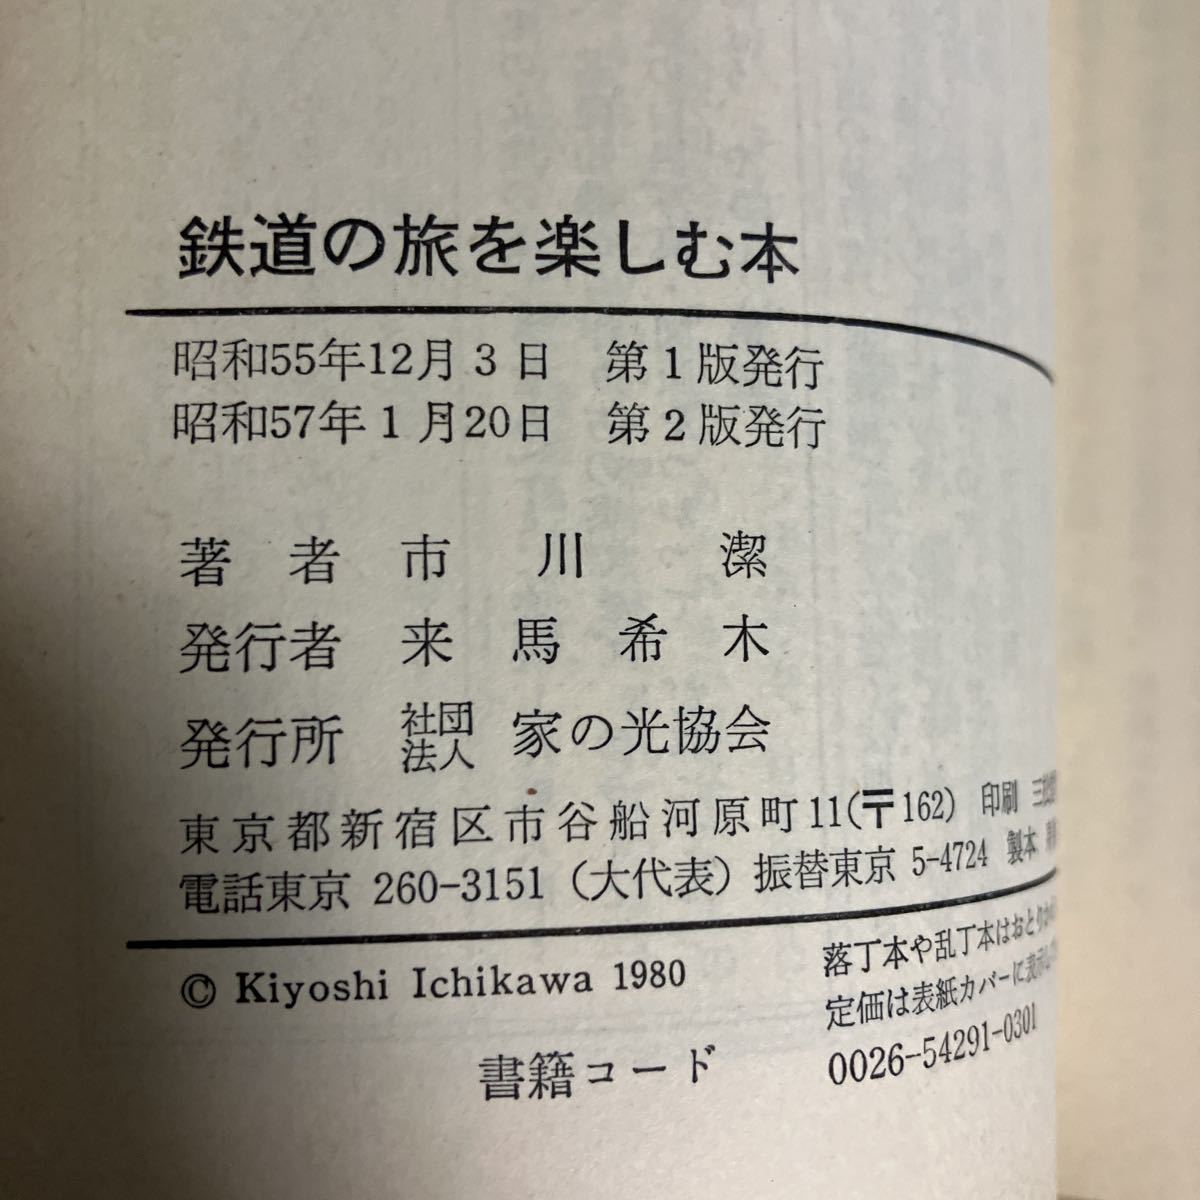 鉄道の旅を楽しむ本
昭和55年12月3日　第1版発行
昭和57年1月20日　第2版発行
著者　市川潔
発行者　来馬希木
発行所　社団法人　家の光協会
東京都新宿区市谷船河原町11(〒162)　印刷
電話東京 260-3151（大代表）振替東京 5-4724　製本
© Kiyoshi Ichikawa 1980
落丁本や乱丁本はおとりか
定価は表紙カバーに表示
書籍コード　0026-54291-0301